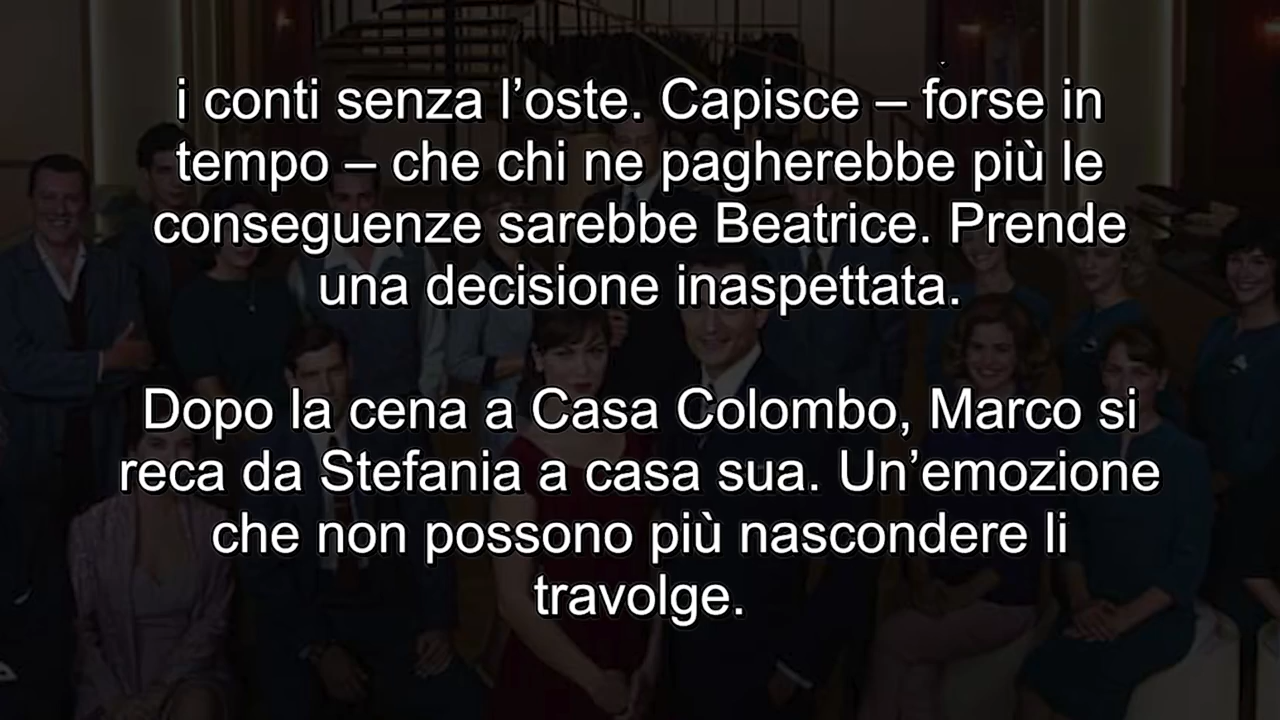 i conti senza l’oste. Capisce – forse in
tempo – che chi ne pagherebbe più le
conseguenze sarebbe Beatrice. Prende
una decisione inaspettata.
Dopo la cena a Casa Colombo, Marco si
reca da Stefania a casa sua. Un’emozione
che non possono più nascondere li
travolge.